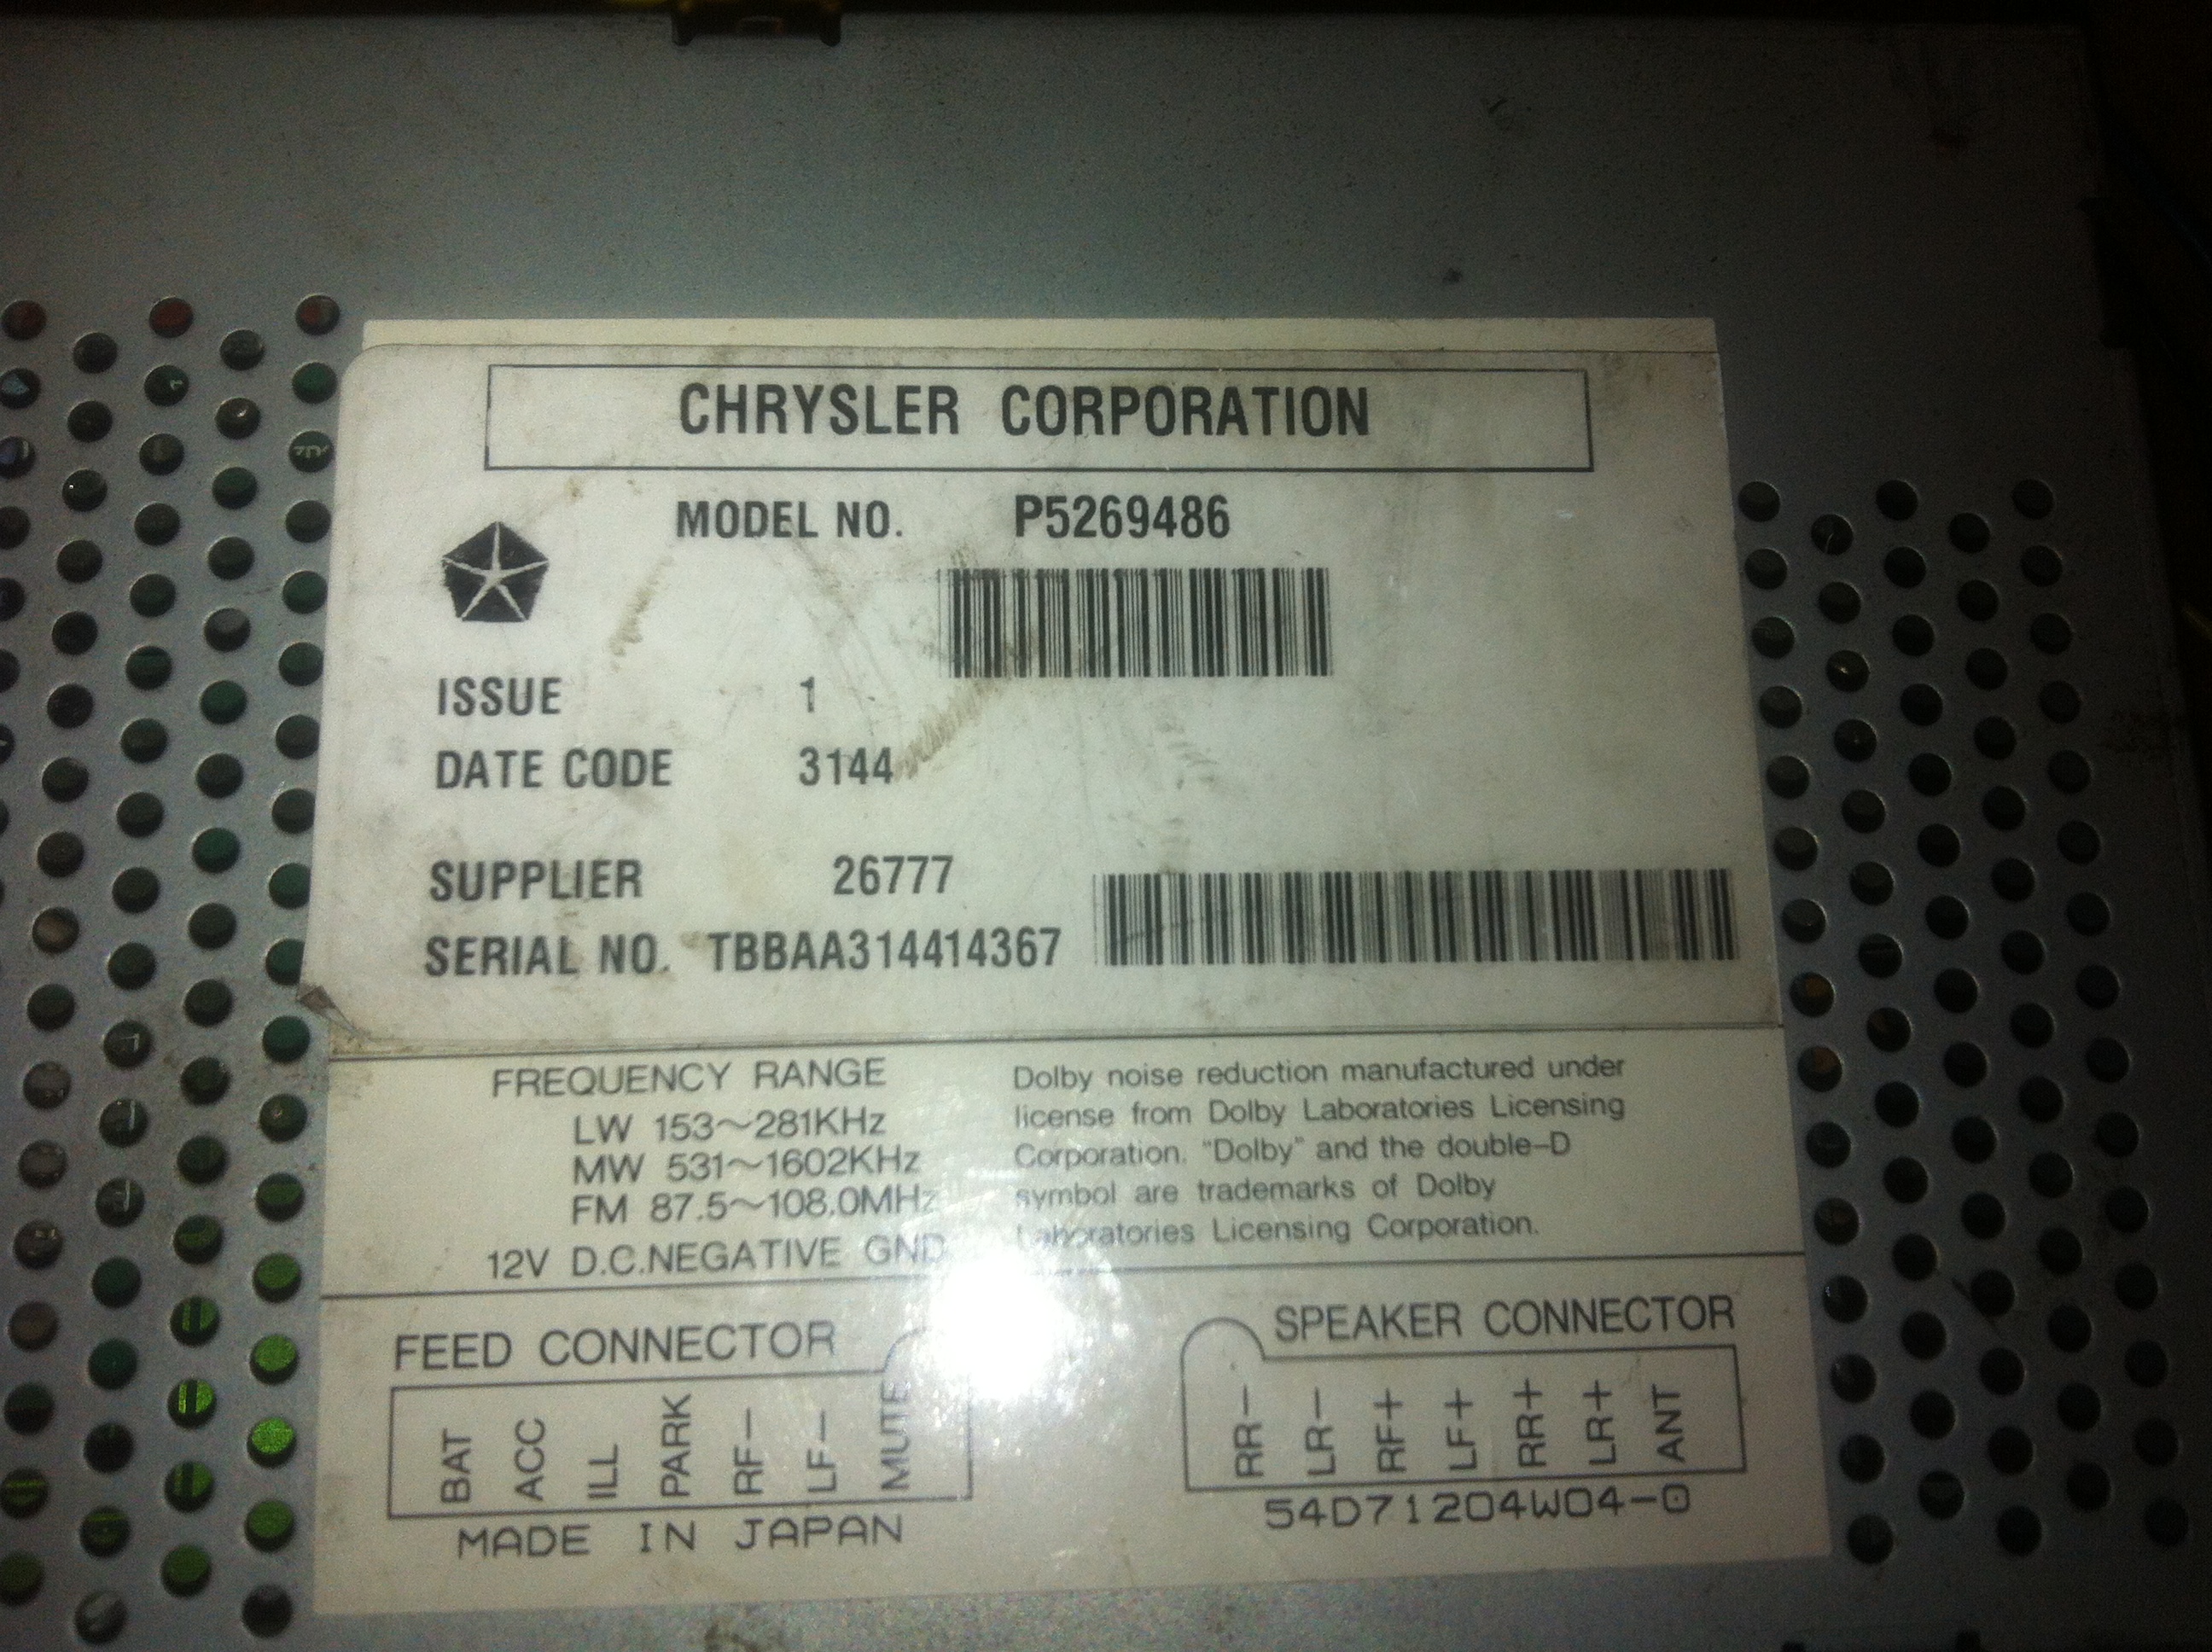 CHRYSLER CORPORATION
MODEL NO. P5269486
ISSUE 1
DATE CODE 3144
SUPPLIER 26777
SERIAL NO. TBBAA314414367
FREQUENCY RANGE
LW 153~281KHz
MW 531~1602KHz
FM 87.5~108.0MHz
12V D.C.NEGATIVE GND
Dolby noise reduction manufactured under
license from Dolby Laboratories Licensing
Corporation. "Dolby" and the double-D
symbol are trademarks of Dolby
Laboratories Licensing Corporation.
FEED CONNECTOR
BAT ACC ILL PARK RF- LF- MUTE
MADE IN JAPAN
SPEAKER CONNECTOR
RR- LR- RF+ LF+ RR+ LR+ ANT
54D71204W04-0